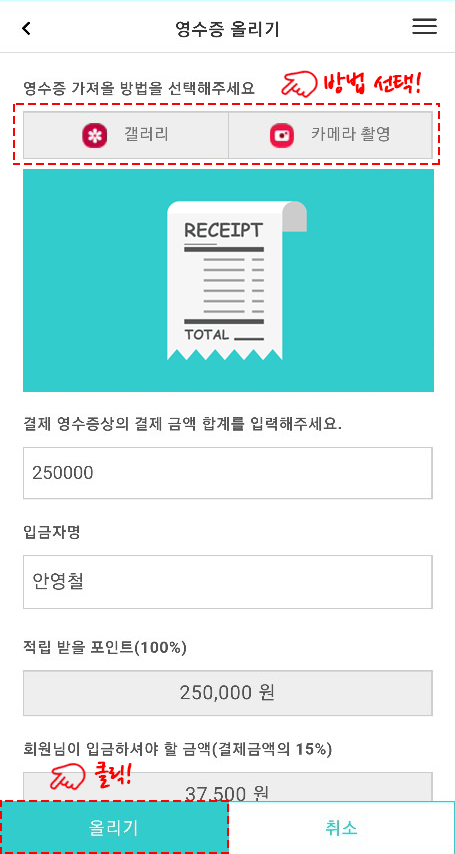 영수증 올리기
영수증 가져올 방법을 선택해주세요
방법 선택!
갤러리
카메라 촬영
RECEIPT
TOTAL
결제 영수증상의 결제 금액 합계를 입력해주세요.
250000
입금자명
안영철
적립 받을 포인트(100%)
250,000 원
회원님이 입금하셔야 할 금액(결제금액의 15%)
클릭!
37,500 원
올리기
취소